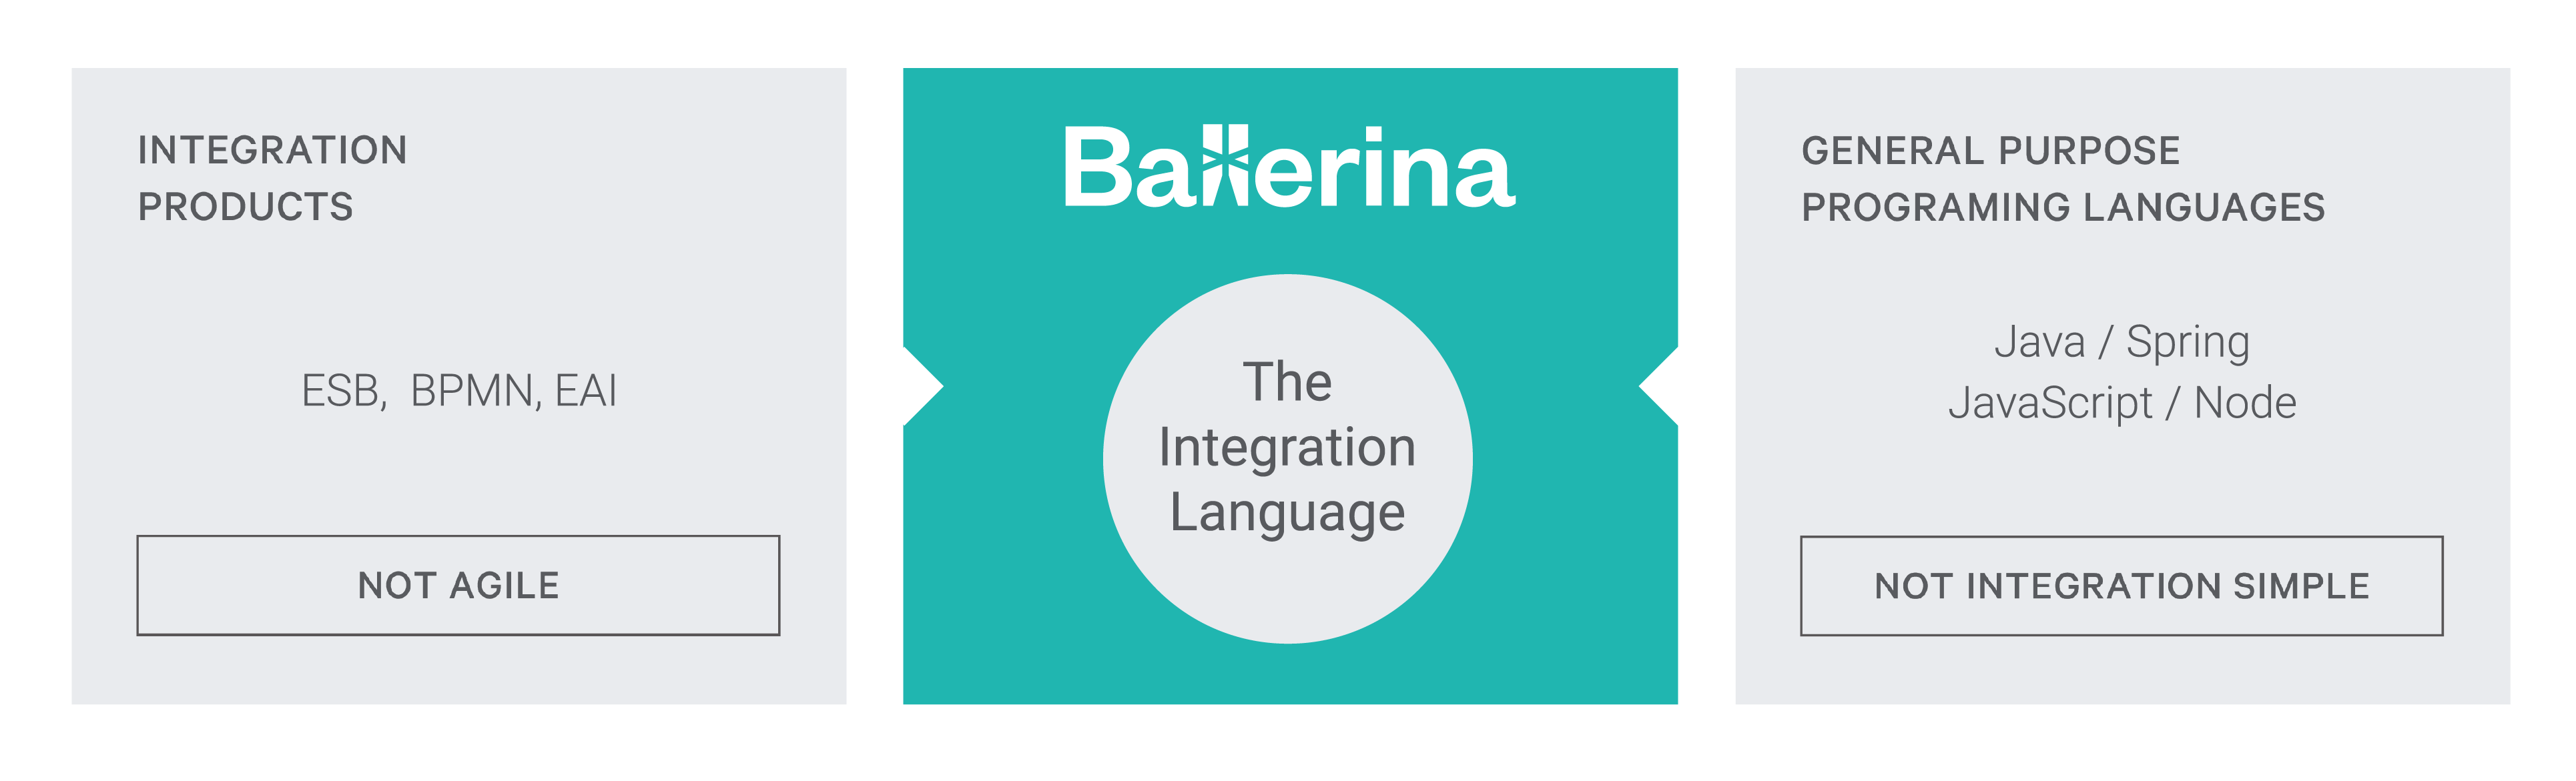 INTEGRATION
PRODUCTS
ESB, BPMN, EAI
NOT AGILE
Ballerina
The
Integration
Language
GENERAL PURPOSE
PROGRAMING LANGUAGES
Java / Spring
JavaScript / Node
NOT INTEGRATION SIMPLE